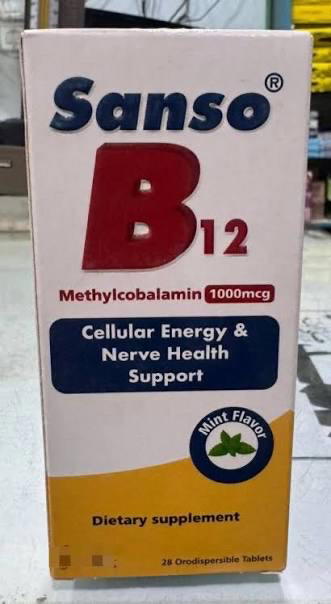 Sanso®
B12
Methylcobalamin 1000mcg
Cellular Energy &
Nerve Health
Support
Mint Flavor
Dietary supplement
28 Orodispersible Tablets